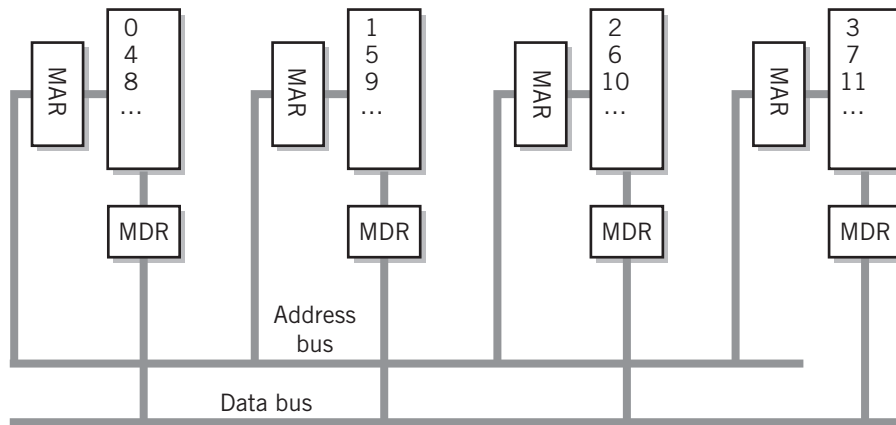 MAR
0
4
8
...
MAR
1
5
9
...
MAR
2
6
10
...
MAR
3
7
11
...
MDR
MDR
MDR
MDR
Address
bus
Data bus